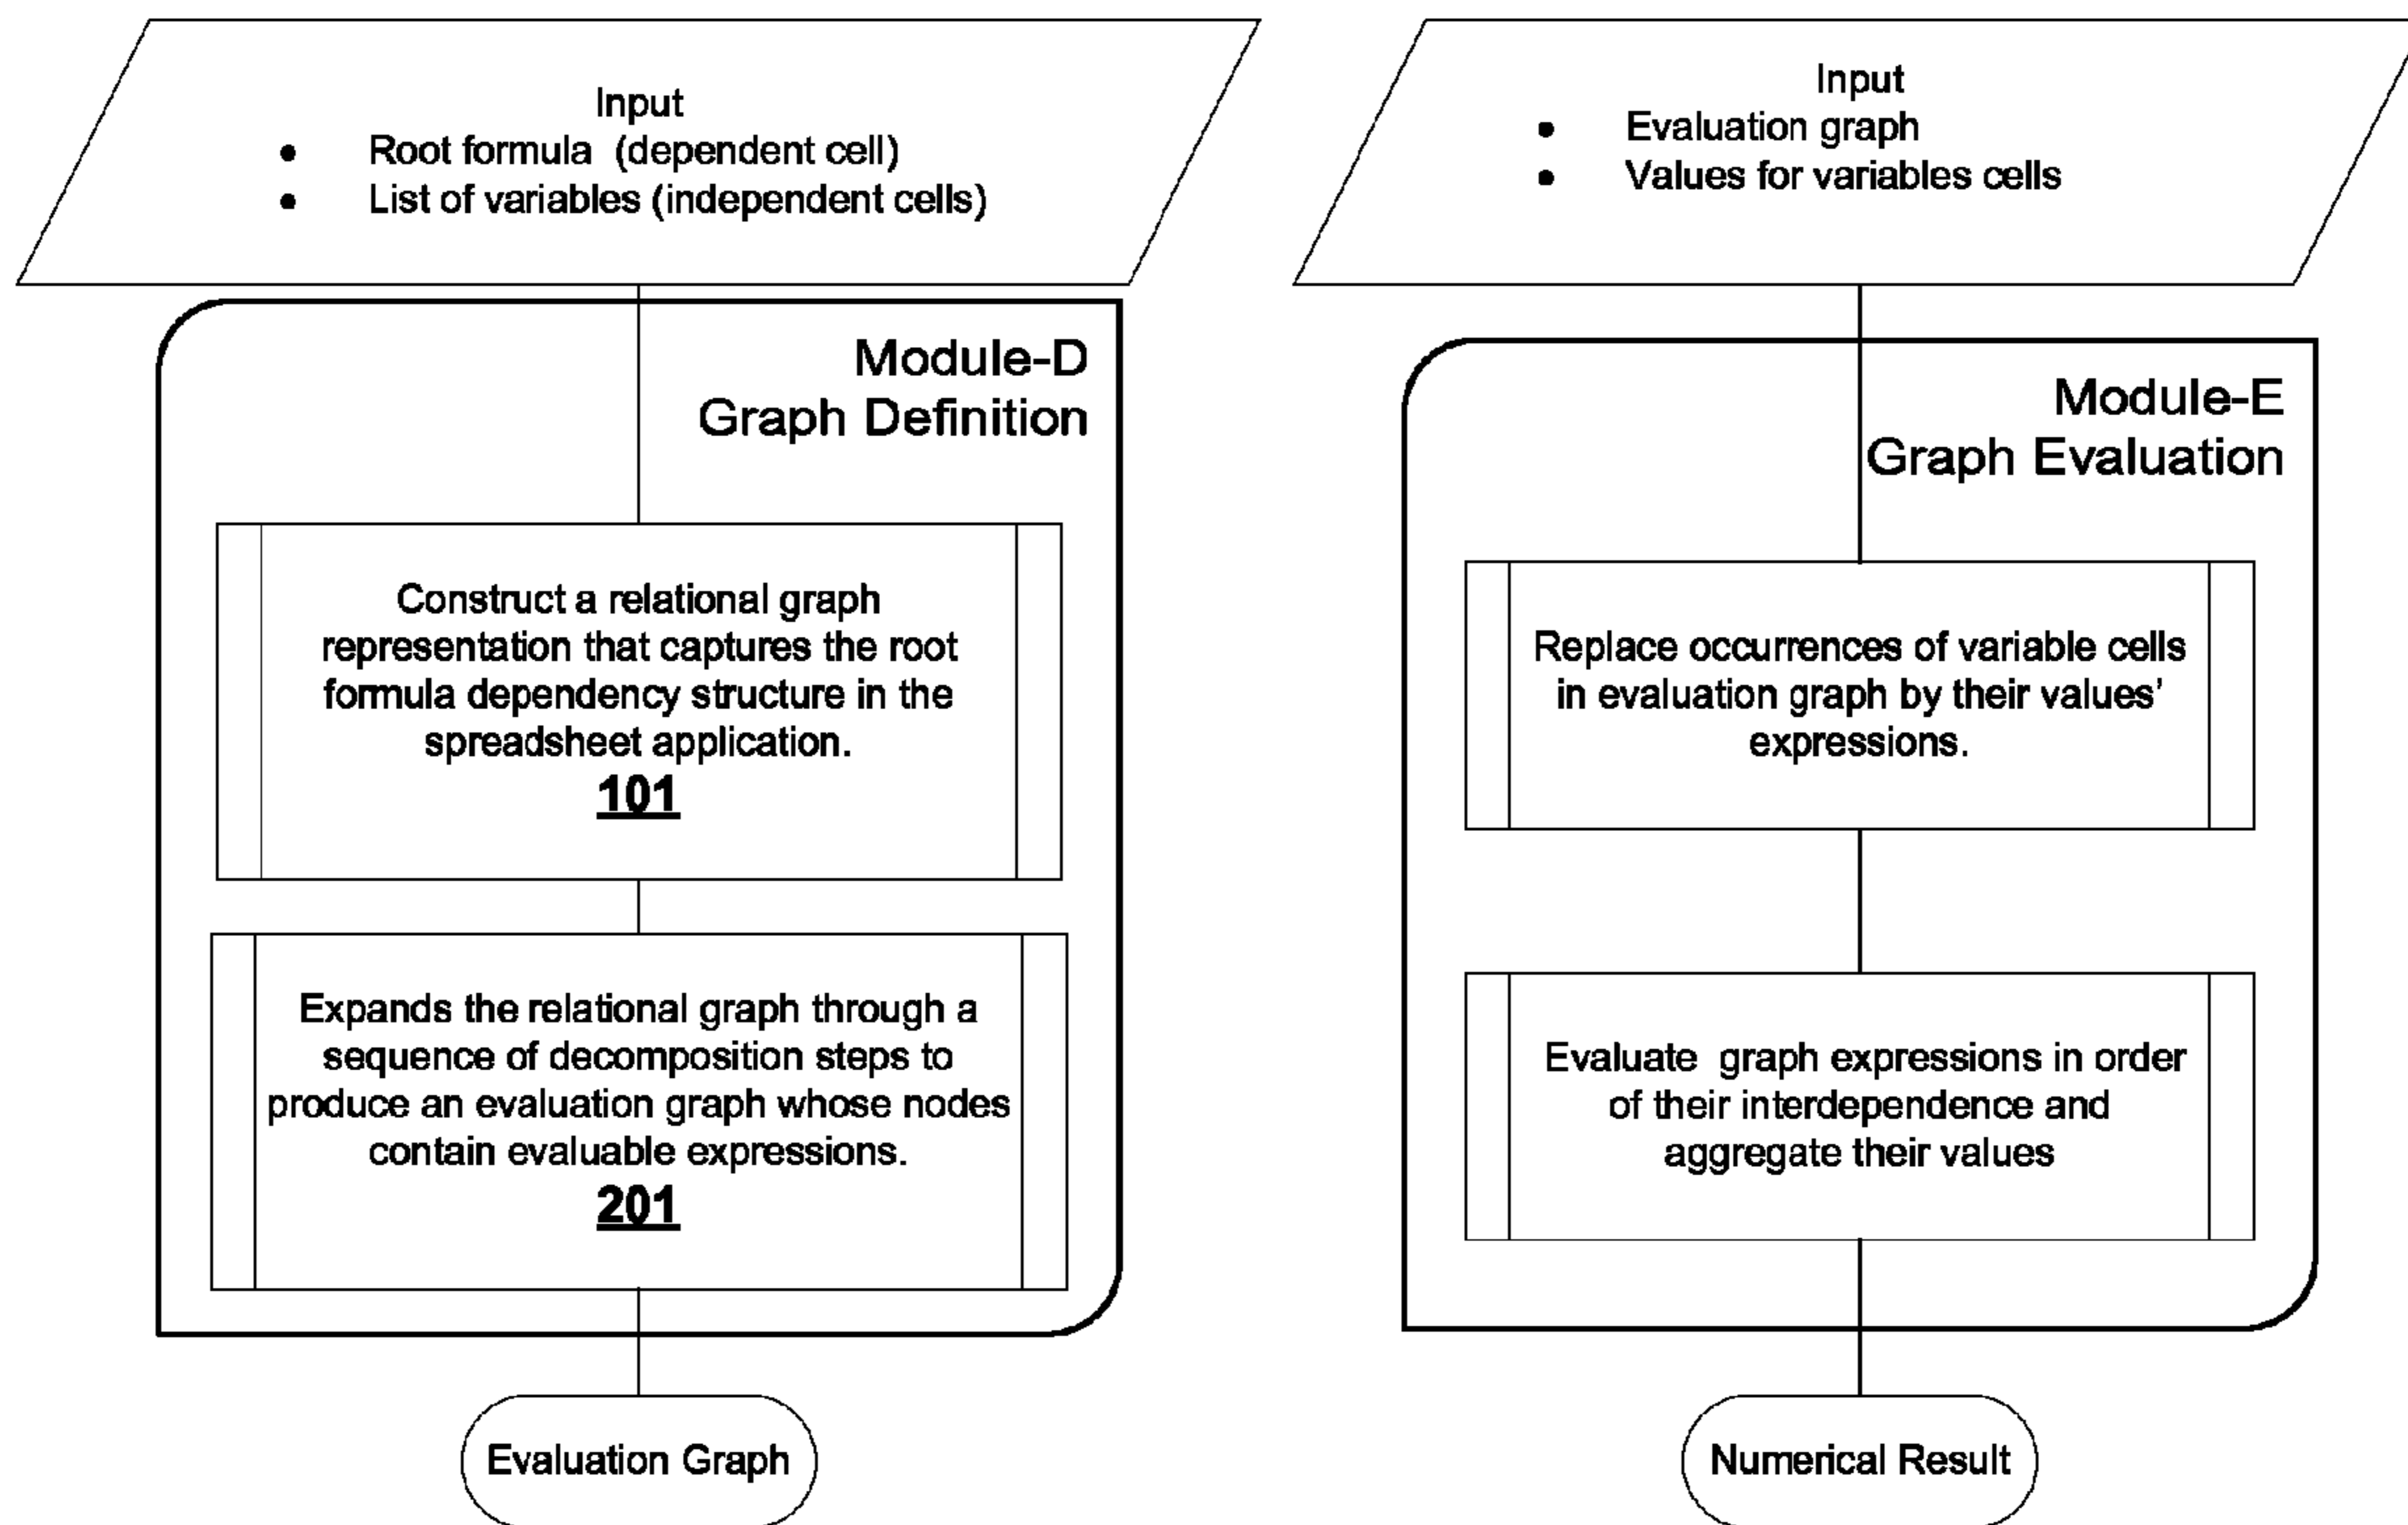 Input
• Root formula (dependent cell)
• List of variables (independent cells)
Module-D
Graph Definition
Construct a relational graph
representation that captures the root
formula dependency structure in the
spreadsheet application.
101
Expands the relational graph through a
sequence of decomposition steps to
produce an evaluation graph whose nodes
contain evaluable expressions.
201
Evaluation Graph
Input
• Evaluation graph
• Values for variables cells
Module-E
Graph Evaluation
Replace occurrences of variable cells
in evaluation graph by their values’
expressions.
Evaluate graph expressions in order
of their interdependence and
aggregate their values
Numerical Result